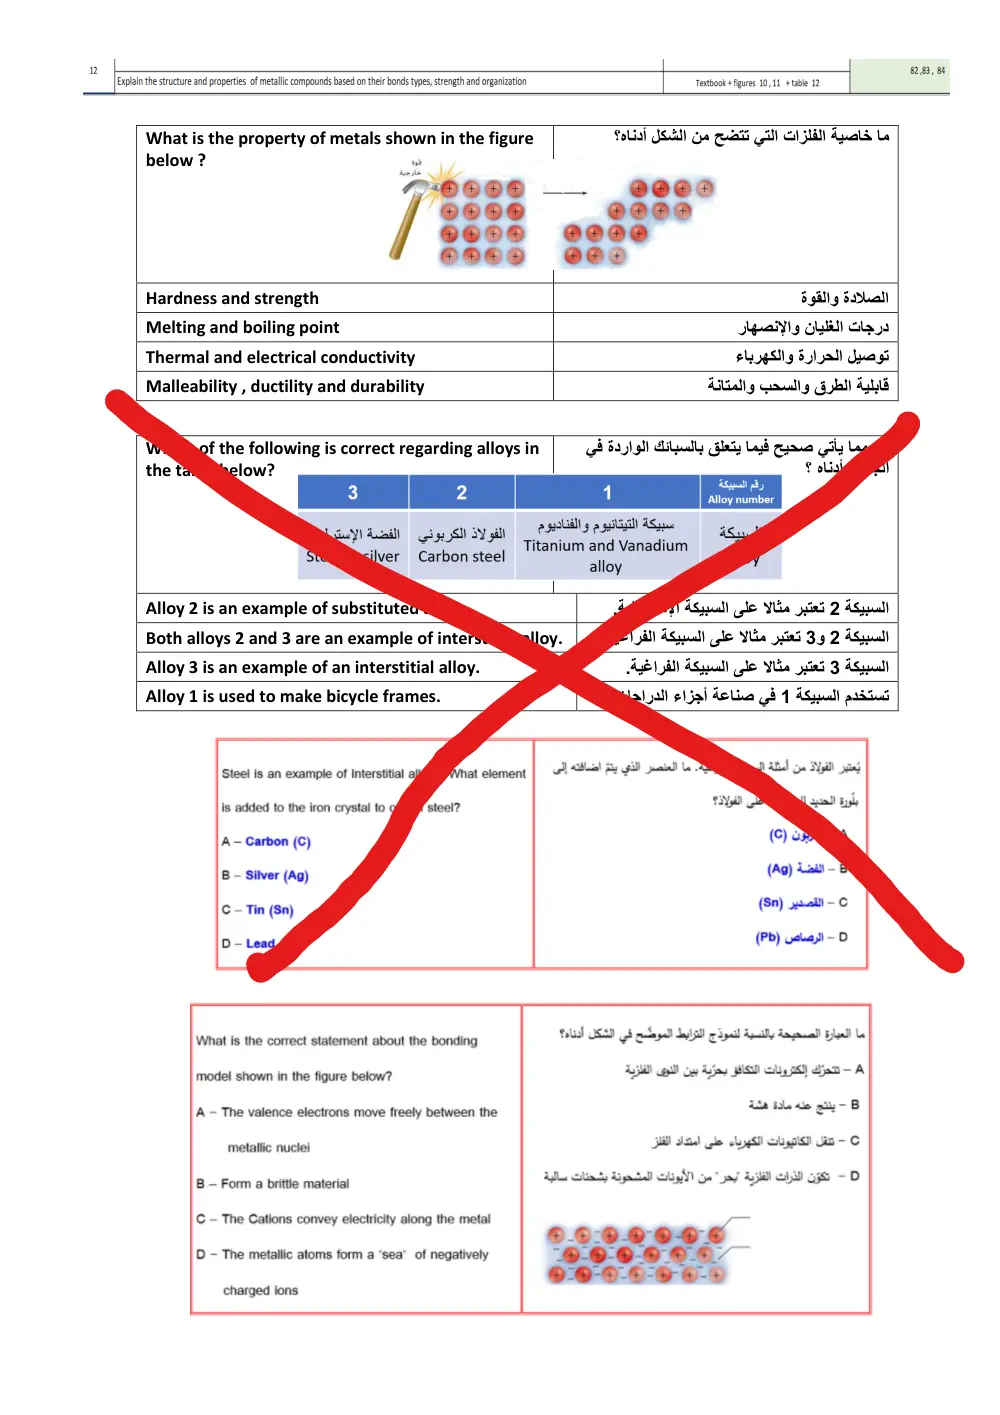 12
Explain the structure and properties of metallic compounds based on their bonds types, strength and organization
Textbook + figures 10 , 11 + table 12
82 ,83 , 84
What is the property of metals shown in the figure
below ?
ما خاصية الفلزات التي تتضح من الشكل أدناه؟
قوة
خارجية
Hardness and strength
الصلادة والقوة
Melting and boiling point
درجات الغليان والإنصهار
Thermal and electrical conductivity
توصيل الحرارة والكهرباء
Malleability , ductility and durability
قابلية الطرق والسحب والمتانة
of the following is correct regarding alloys in
the below?
مما يأتي صحيح فيما يتعلق بالسبائك الواردة في
أدناه ؟
3
2
1
رقم السبيكة
Alloy number
الفضة
الفولاذ الكربوني
سبيكة التيتانيوم والفناديوم
silver
Carbon steel
Titanium and Vanadium
alloy
Alloy 2 is an example of substituted
السبيكة 2 تعتبر مثالا على السبيكة
Both alloys 2 and 3 are an example of alloy.
السبيكة 2 و3 تعتبر مثالا على السبيكة
Alloy 3 is an example of an interstitial alloy.
السبيكة 3 تعتبر مثالا على السبيكة الفراغية.
Alloy 1 is used to make bicycle frames.
تستخدم السبيكة 1 في صناعة أجزاء
Steel is an example of Interstitial What element
is added to the iron crystal to steel?
A – Carbon (C)
B – Silver (Ag)
C – Tin (Sn)
D – Lead
يُعتبر الفولاذ من أمثلة ما العنصر الذي يتمّ اضافته إلى
بلّورة الحديد على الفولاذ؟
(C)
B – الفضة (Ag)
C – القصدير (Sn)
D – الرصاص (Pb)
What is the correct statement about the bonding
model shown in the figure below?
A – The valence electrons move freely between the
metallic nuclei
B – Form a brittle material
C – The Cations convey electricity along the metal
D – The metallic atoms form a "sea" of negatively
charged ions
ما العبارة الصحيحة بالنسبة لنموذج الترابط الموضَّح في الشكل أدناه؟
A – تتحرّك إلكترونات التكافؤ بحرّية بين النوى الفلزية
B – ينتج عنه مادة هشة
C – تنقل الكاتيونات الكهرباء على امتداد الفلز
D – تكوّن الذرات الفلزية "بحر" من الأيونات المشحونة بشحنات سالبة